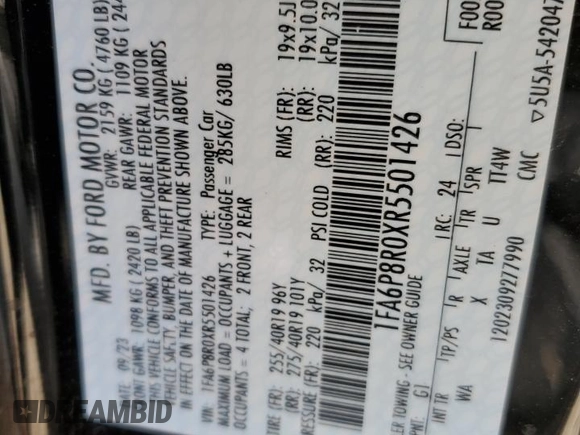 MFD. BY FORD MOTOR CO.
DATE: 09/23 GVWR: 2159 KG ( 4760 LB)
FRONT GAWR: 1098 KG ( 2420 LB) REAR GAWR: 1109 KG (
THIS VEHICLE CONFORMS TO ALL APPLICABLE FEDERAL MOTOR
VEHICLE SAFETY, BUMPER, AND THEFT PREVENTION STANDARDS
IN EFFECT ON THE DATE OF MANUFACTURE SHOWN ABOVE.
VIN: 1FA6P8R0XR5501426 TYPE: Passenger Car
MAXIMUM LOAD = OCCUPANTS + LUGGAGE = 285KG/ 630LB
OCCUPANTS = 4 TOTAL; 2 FRONT, 2 REAR
TIRE (FR): 255/40R19 96Y RIMS (FR): 19x9.5J
(RR): 275/40R19 101Y (RR): 19x10.0
PRESSURE (FR): 220 kPa/ 32 PSI COLD (RR): 220 kPa/ 32
1FA6P8R0XR5501426
TRAILER TOWING - SEE OWNER GUIDE
G1 RC: 24 DSO: F00
R00
INT TR TP/PS R AXLE TR SPR
WA X TA U TT4W
1202309277990 CMC 5U5A-542047
DREAMBID